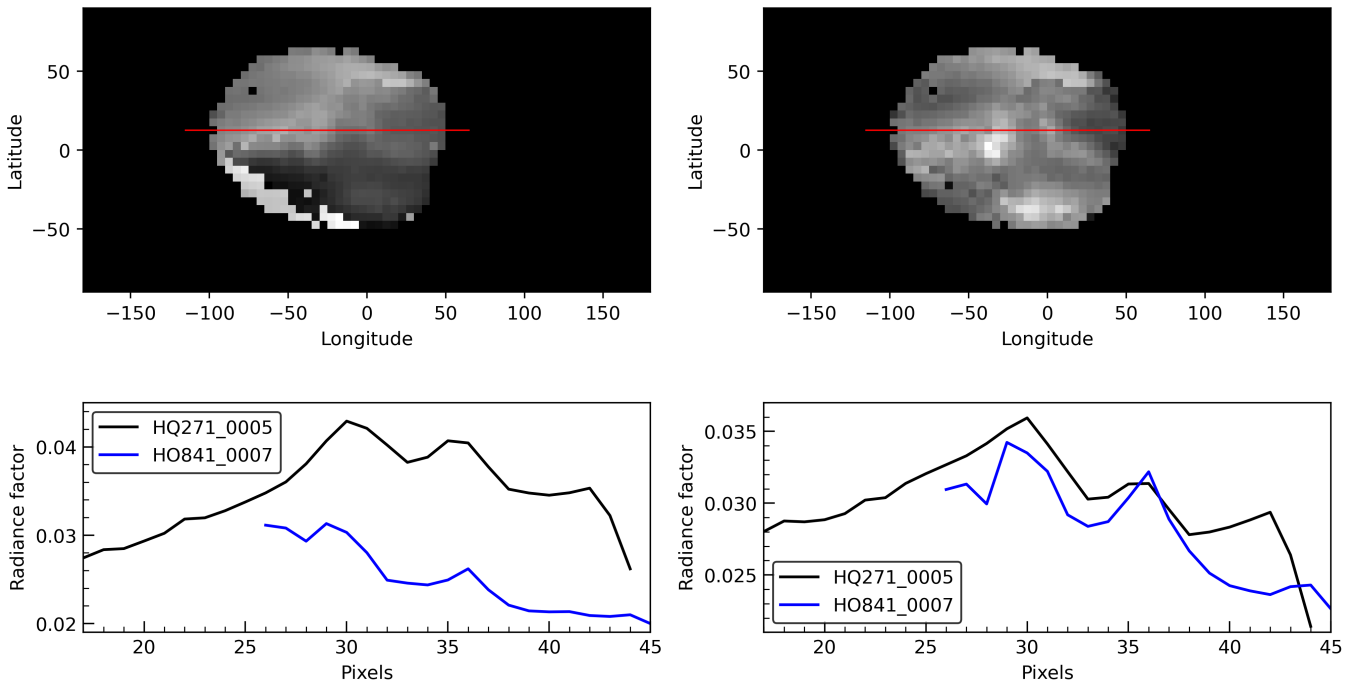 50
0
−50
Latitude
−150 −100 −50 0 50 100 150
Longitude
50
0
−50
Latitude
−150 −100 −50 0 50 100 150
Longitude
HQ271_0005
HO841_0007
0.04
0.03
0.02
Radiance factor
20 25 30 35 40 45
Pixels
0.035
0.030
0.025
Radiance factor
HQ271_0005
HO841_0007
20 25 30 35 40 45
Pixels